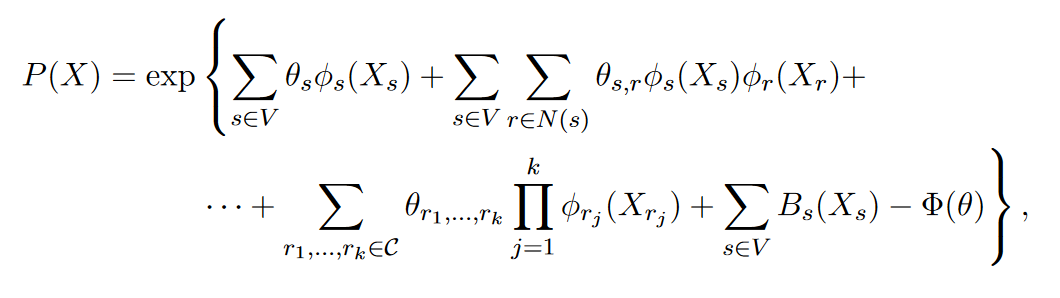 P(X) = exp { ∑_{s∈V} θ_s ϕ_s(X_s) + ∑_{s∈V} ∑_{r∈N(s)} θ_{s,r} ϕ_s(X_s) ϕ_r(X_r) +
⋯ + ∑_{r_1,...,r_k∈𝒞} θ_{r_1,...,r_k} ∏_{j=1}^{k} ϕ_{r_j}(X_{r_j}) + ∑_{s∈V} B_s(X_s) − Φ(θ) } ,